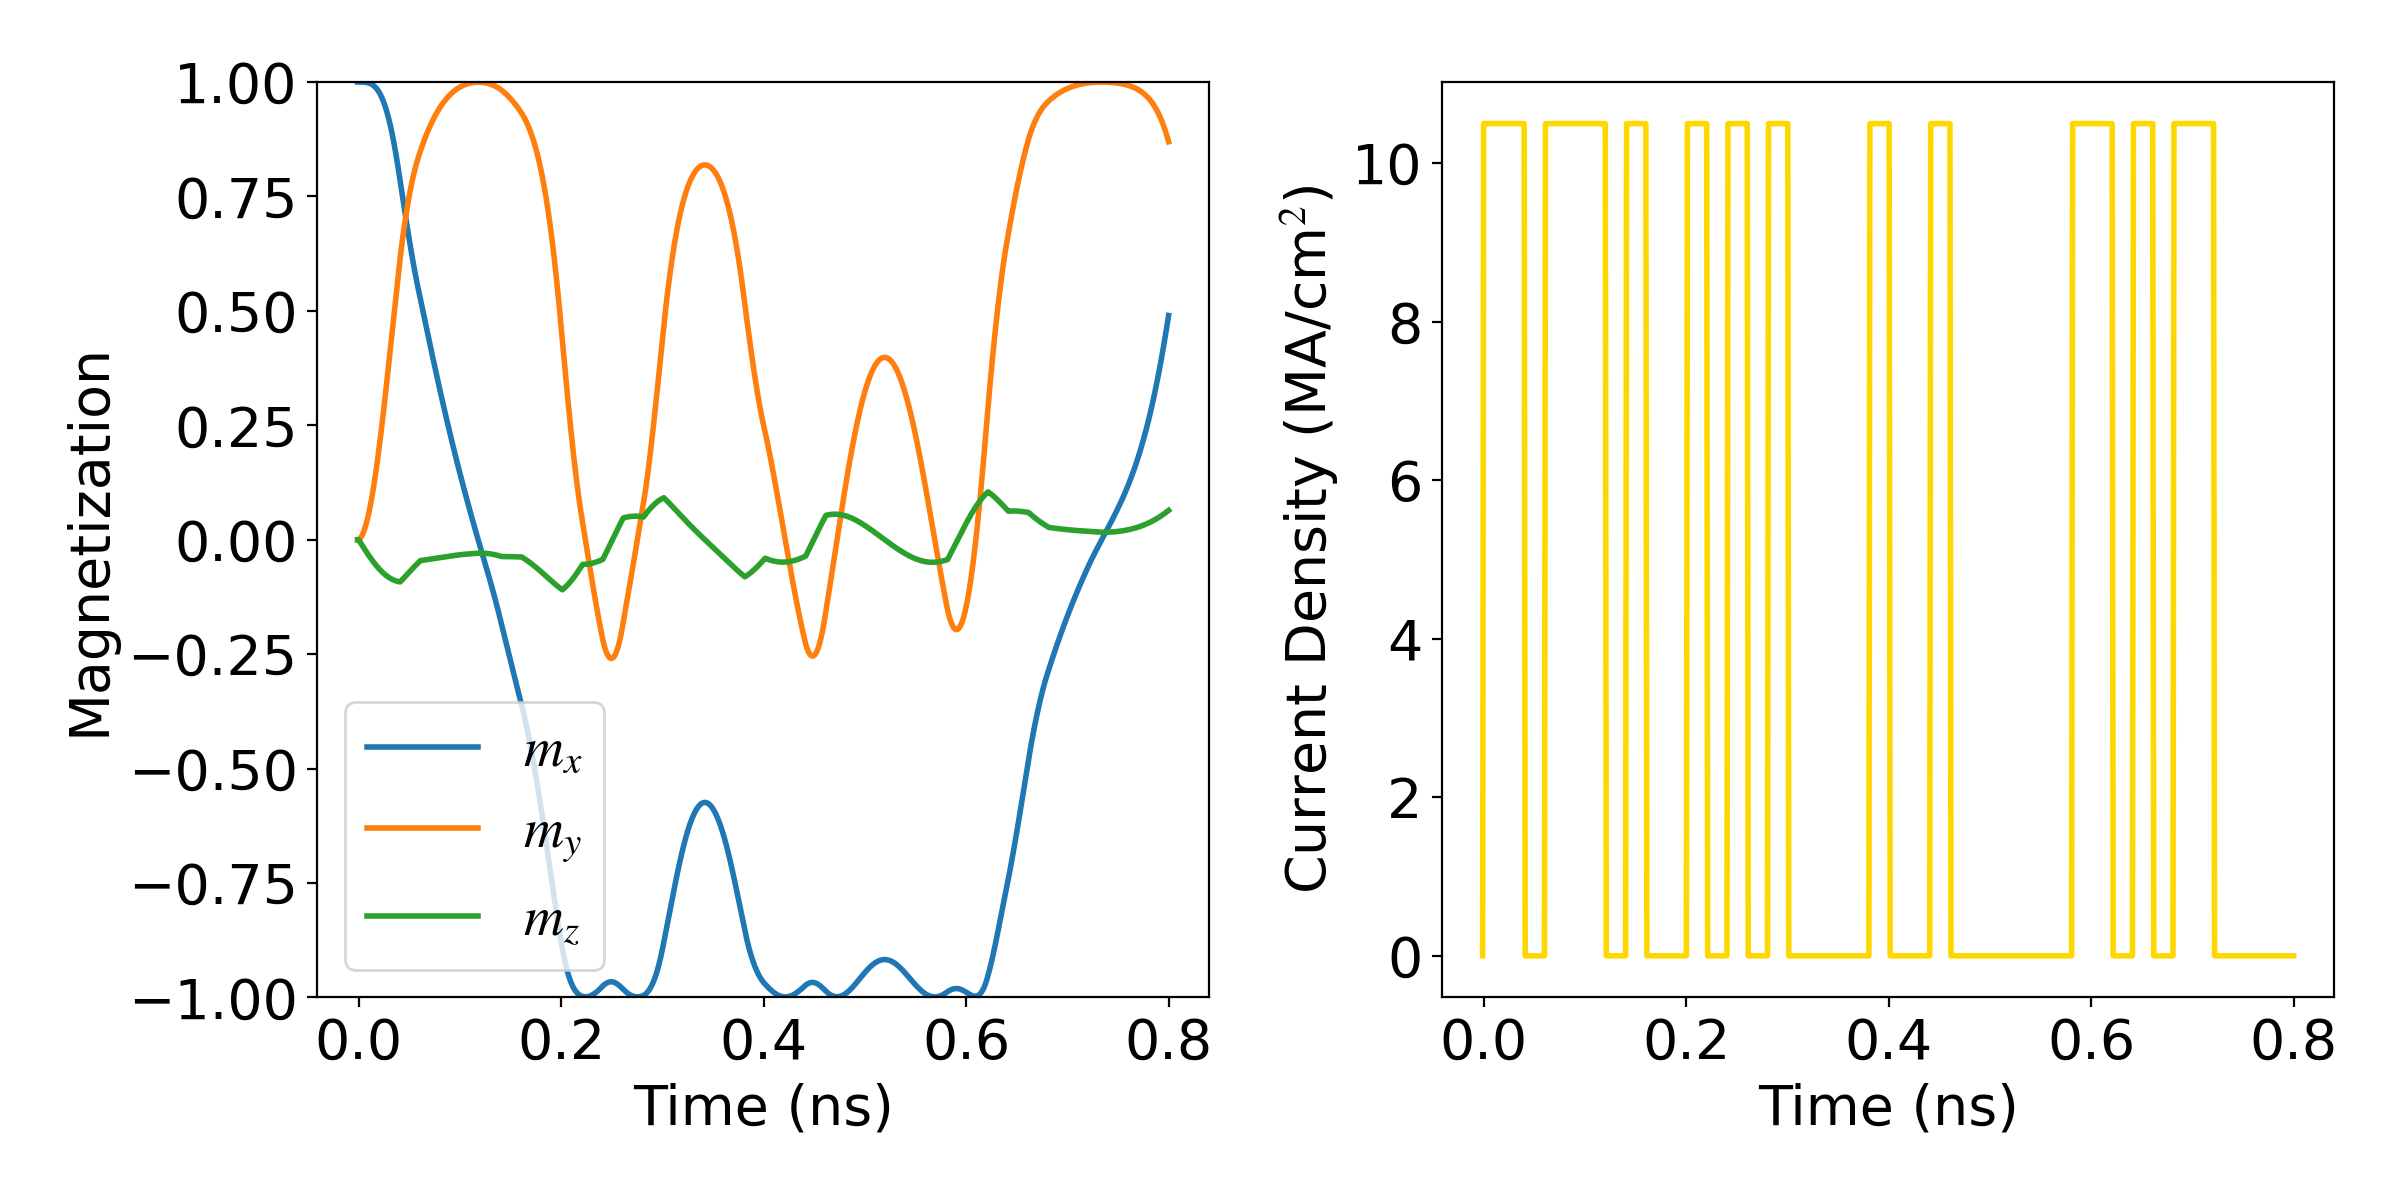 Magnetization
1.00
0.75
0.50
0.25
0.00
−0.25
−0.50
−0.75
−1.00
m_x
m_y
m_z
0.0 0.2 0.4 0.6 0.8
Time (ns)
Current Density (MA/cm²)
10
8
6
4
2
0
0.0 0.2 0.4 0.6 0.8
Time (ns)